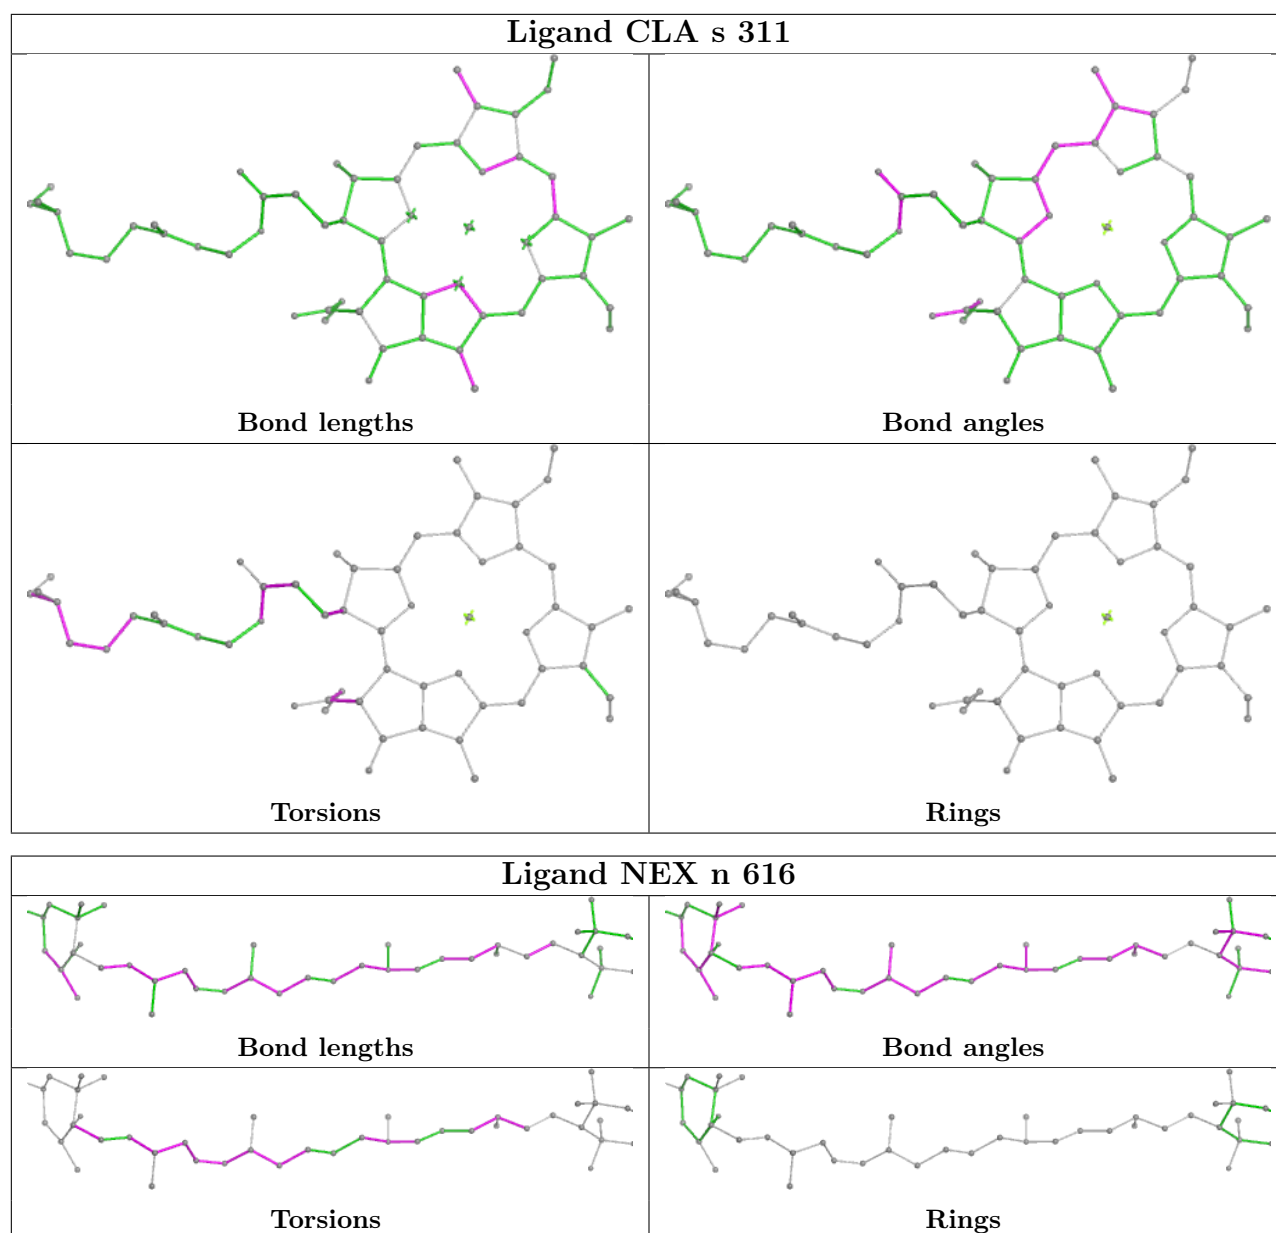 Ligand CLA s 311
Bond lengths
Bond angles
Torsions
Rings
Ligand NEX n 616
Bond lengths
Bond angles
Torsions
Rings